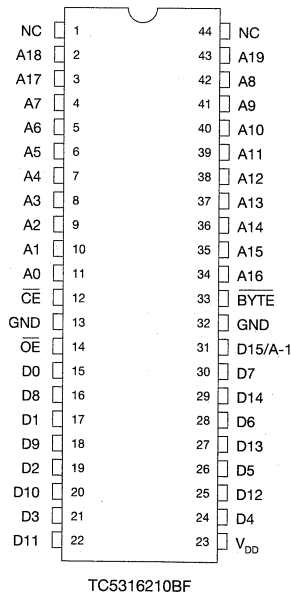 NC 1 44 NC
A18 2 43 A19
A17 3 42 A8
A7 4 41 A9
A6 5 40 A10
A5 6 39 A11
A4 7 38 A12
A3 8 37 A13
A2 9 36 A14
A1 10 35 A15
A0 11 34 A16
C̅E̅ 12 33 B̅Y̅T̅E̅
GND 13 32 GND
O̅E̅ 14 31 D15/A-1
D0 15 30 D7
D8 16 29 D14
D1 17 28 D6
D9 18 27 D13
D2 19 26 D5
D10 20 25 D12
D3 21 24 D4
D11 22 23 VDD
TC5316210BF